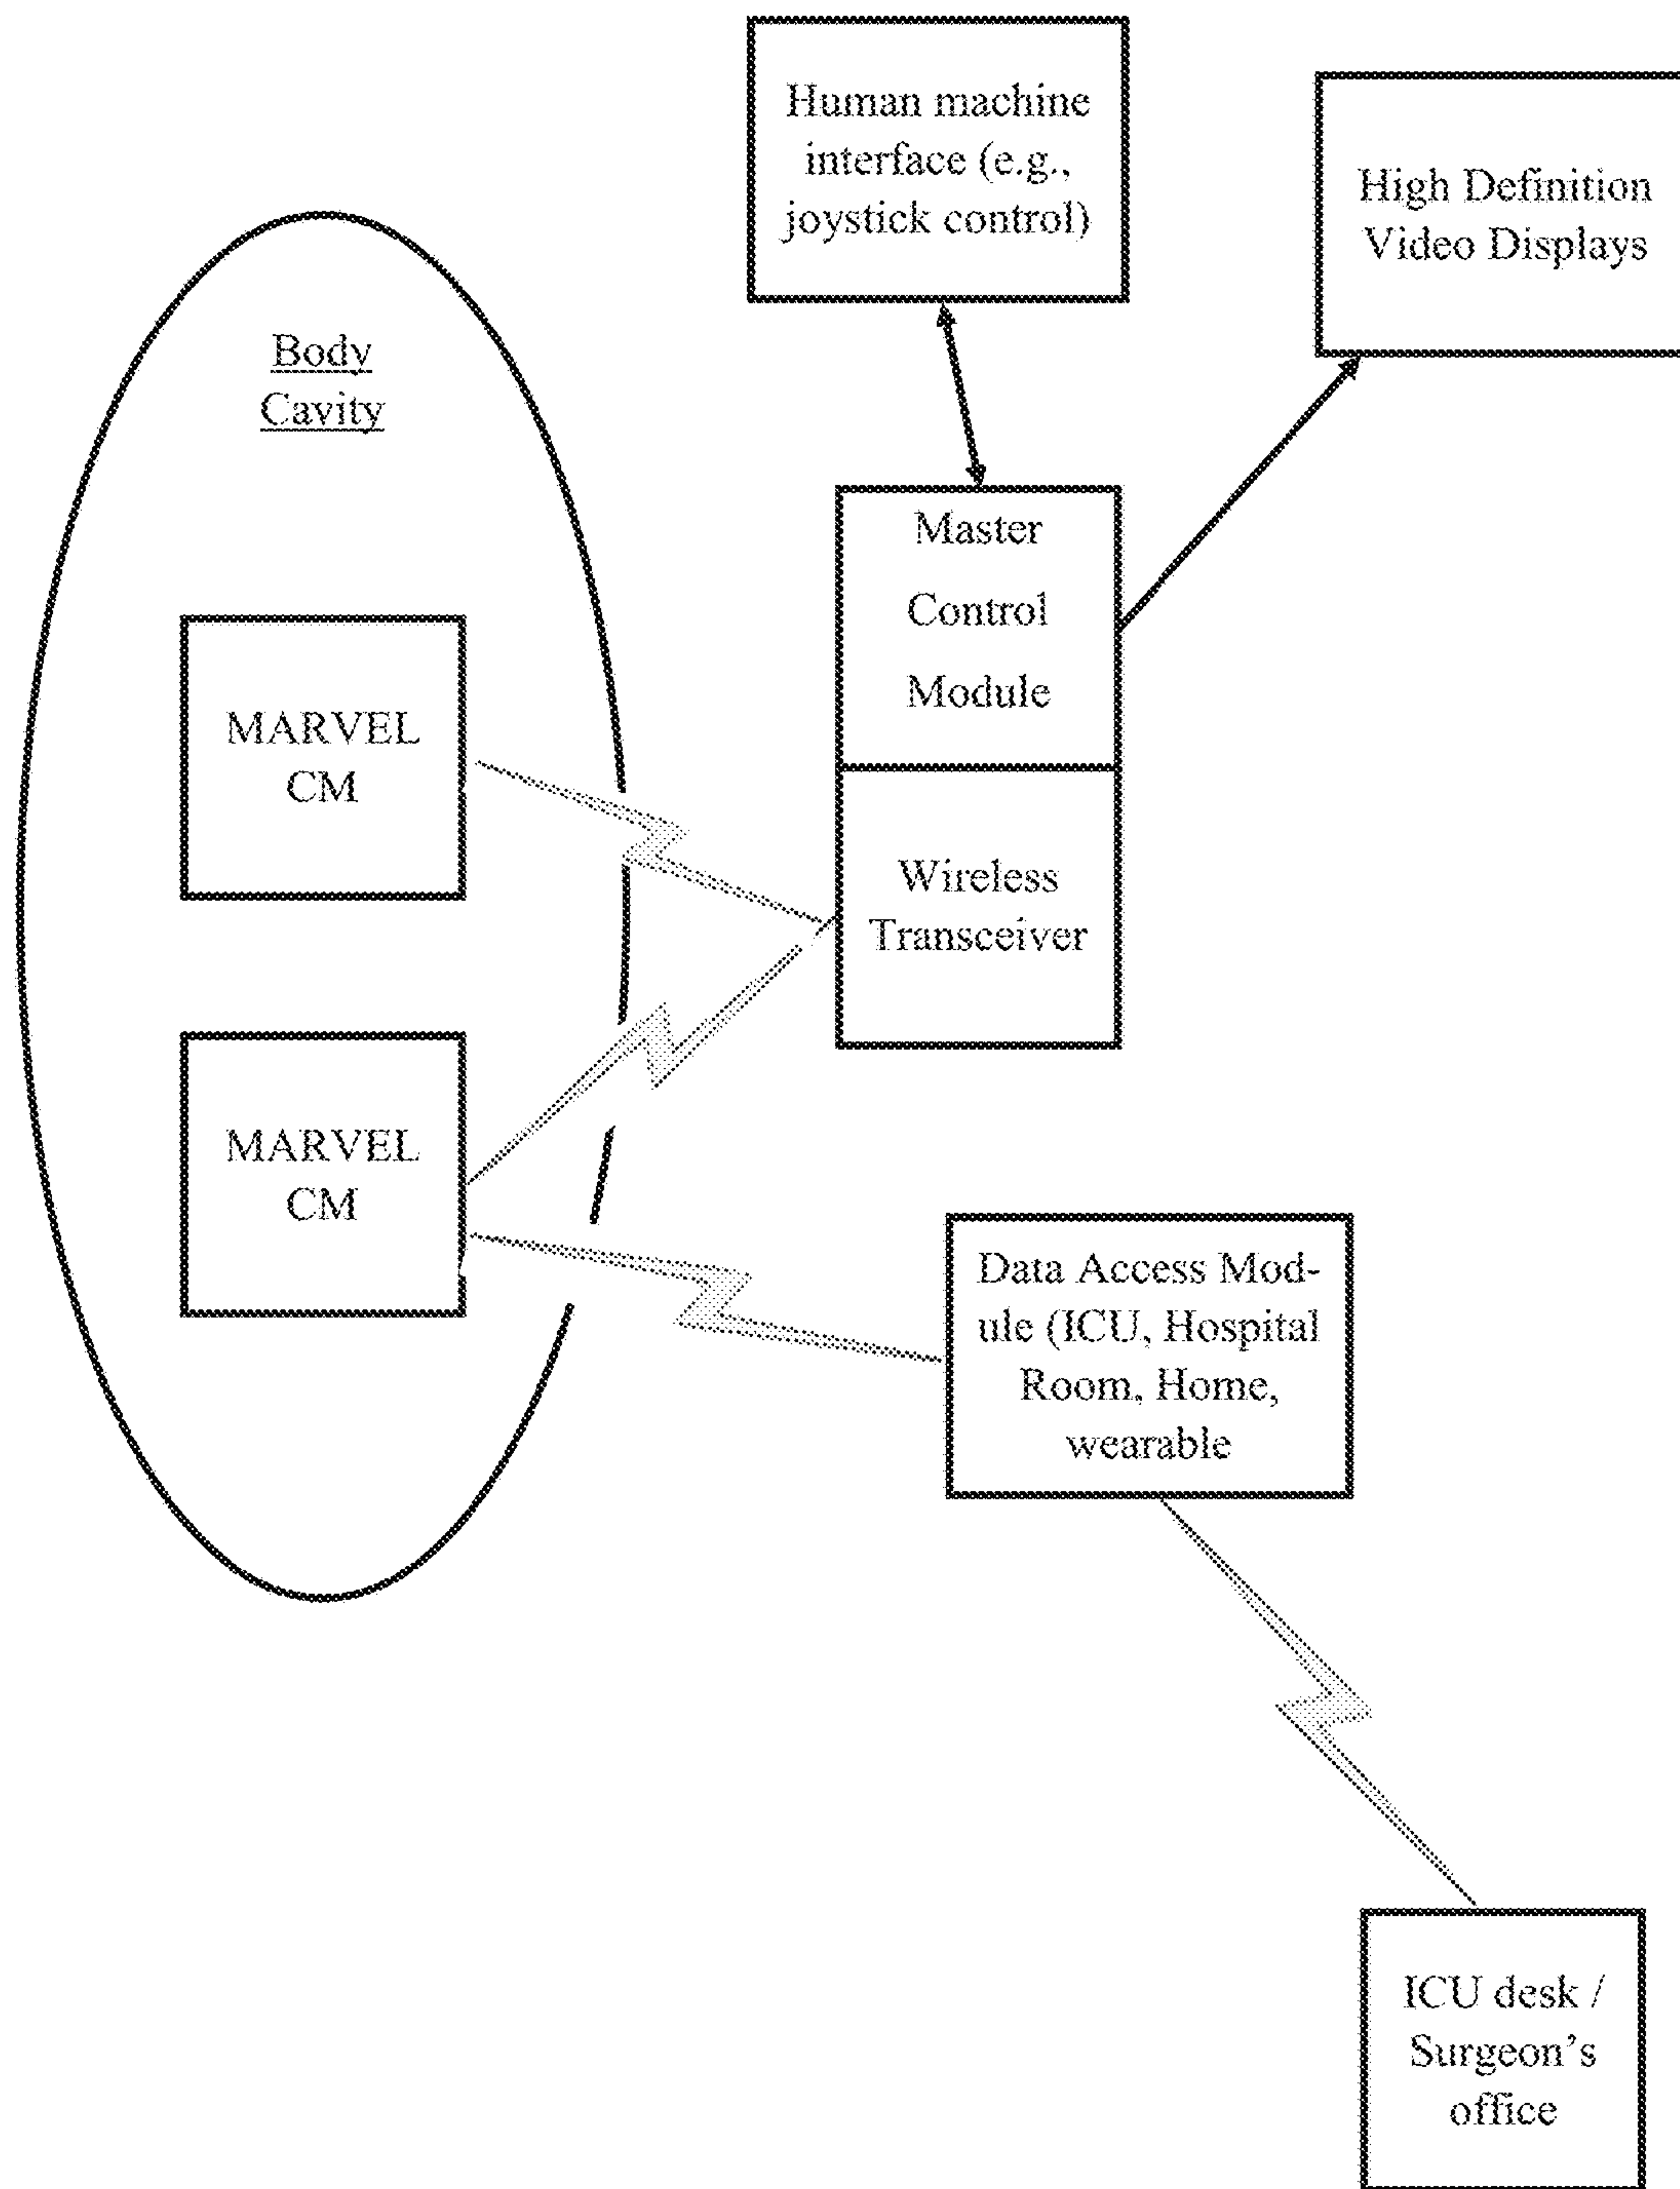 Human machine
interface (e.g.,
joystick control)
High Definition
Video Displays
Body
Cavity
Master
Control
Module
MARVEL
CM
Wireless
Transceiver
MARVEL
CM
Data Access Mod-
ule (ICU, Hospital
Room, Home,
wearable
ICU desk /
Surgeon's
office